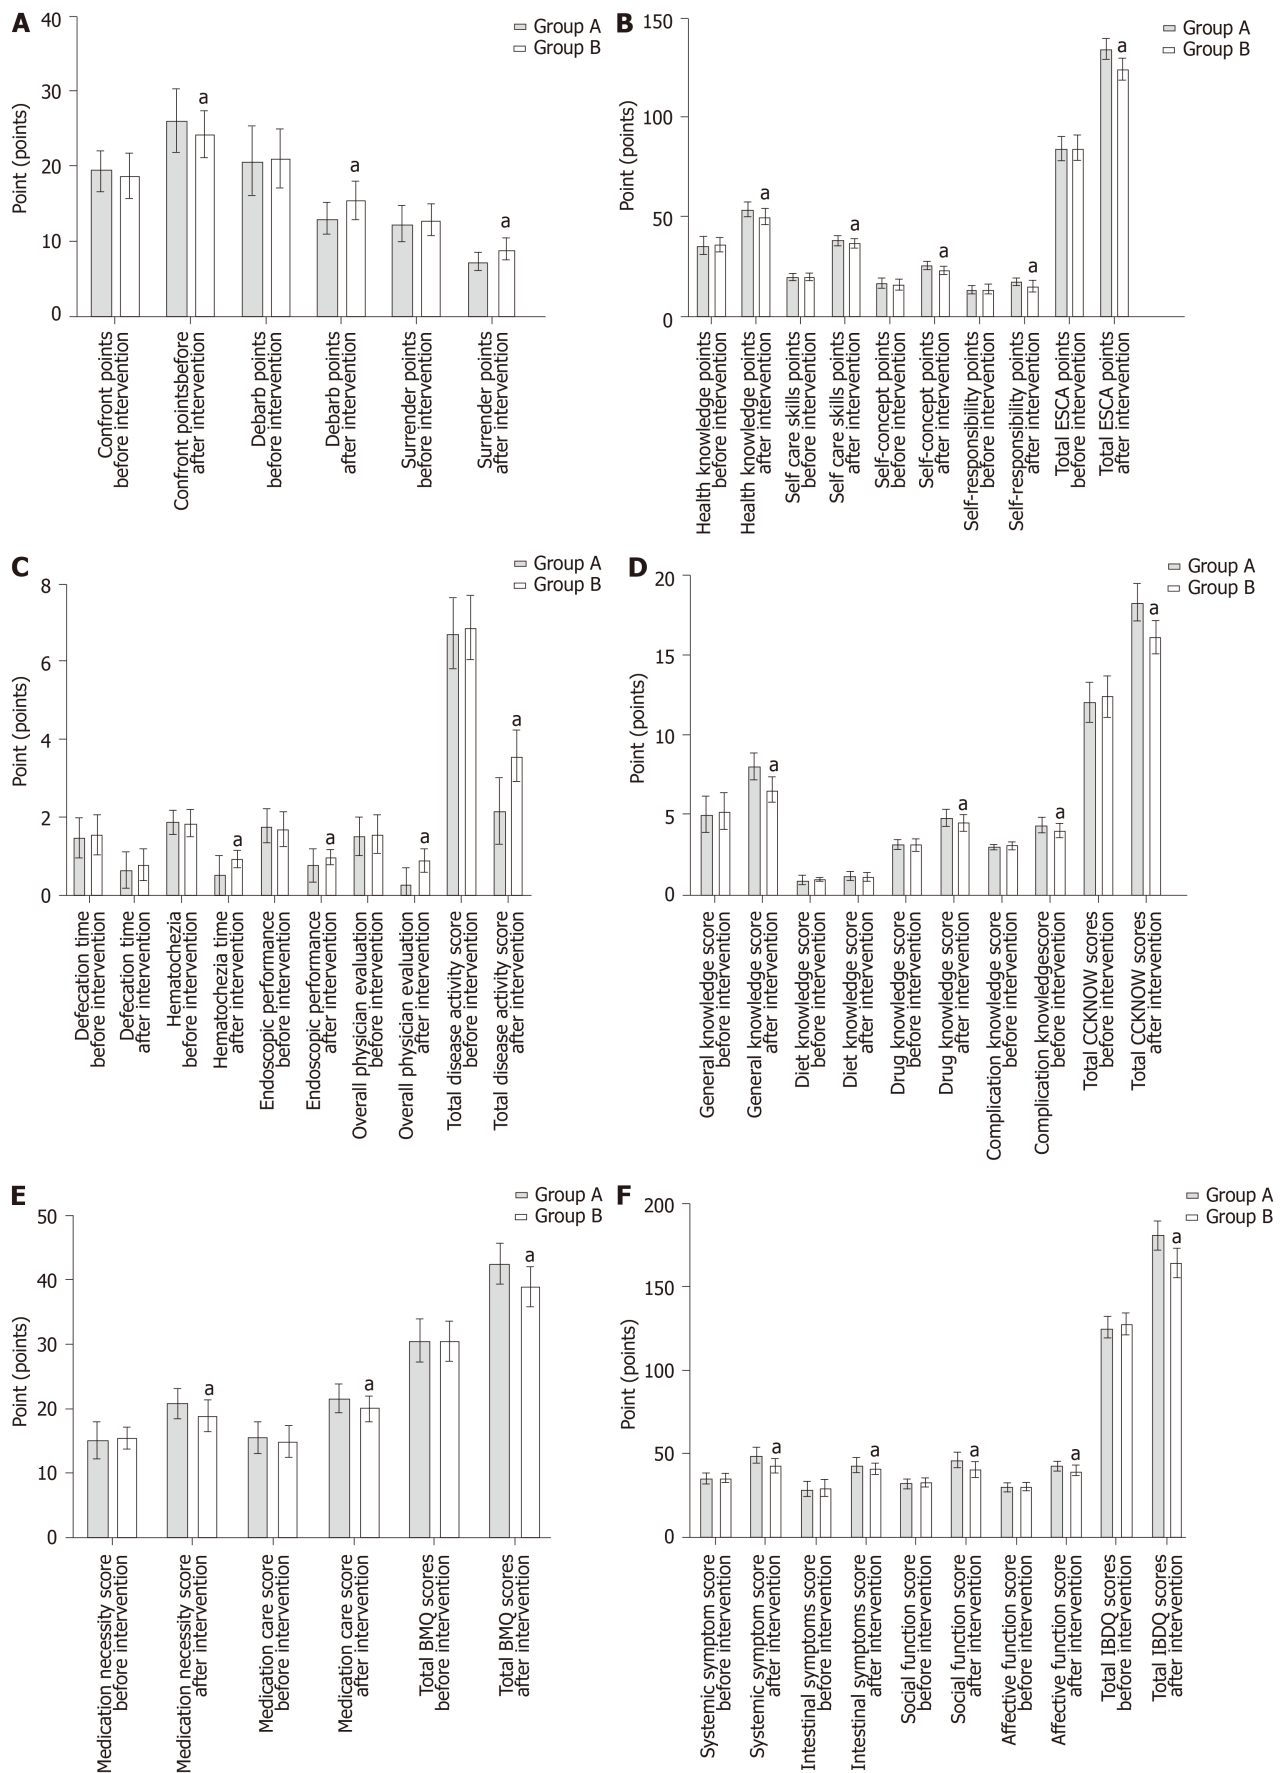 A
Group A
Group B
Point (points)
40
30
20
10
0
a
a
a
Confront points
before intervention
Confront pointsbefore
after intervention
Debarb points
before intervention
Debarb points
after intervention
Surrender points
before intervention
Surrender points
after intervention
B
Group A
Group B
Point (points)
150
100
50
0
a
a
a
a
a
Health knowledge points
before intervention
Health knowledge points
after intervention
Self care skills points
before intervention
Self care skills points
after intervention
Self-concept points
before intervention
Self-concept points
after intervention
Self-responsibility points
before intervention
Self-responsibility points
after intervention
Total ESCA points
before intervention
Total ESCA points
after intervention
C
Group A
Group B
Point (points)
8
6
4
2
0
a
a
a
a
Defecation time
before intervention
Defecation time
after intervention
Hematochezia
before intervention
Hematochezia time
after intervention
Endoscopic performance
before intervention
Endoscopic performance
after intervention
Overall physician evaluation
before intervention
Overall physician evaluation
after intervention
Total disease activity score
before intervention
Total disease activity score
after intervention
D
Group A
Group B
Point (points)
20
15
10
5
0
a
a
a
a
General knowledge score
before intervention
General knowledge score
after intervention
Diet knowledge score
before intervention
Diet knowledge score
after intervention
Drug knowledge score
before intervention
Drug knowledge score
after intervention
Complication knowledge score
before intervention
Complication knowledgescore
after intervention
Total CCKNOW scores
before intervention
Total CCKNOW scores
after intervention
E
Group A
Group B
Point (points)
50
40
30
20
10
0
a
a
a
Medication necessity score
before intervention
Medication necessity score
after intervention
Medication care score
before intervention
Medication care score
after intervention
Total BMQ scores
before intervention
Total BMQ scores
after intervention
F
Group A
Group B
Point (points)
200
150
100
50
0
a
a
a
a
a
Systemic symptom score
before intervention
Systemic symptom score
after intervention
Intestinal symptoms score
before intervention
Intestinal symptoms score
after intervention
Social function score
before intervention
Social function score
after intervention
Affective function score
before intervention
Affective function score
after intervention
Total IBDQ scores
before intervention
Total IBDQ scores
after intervention